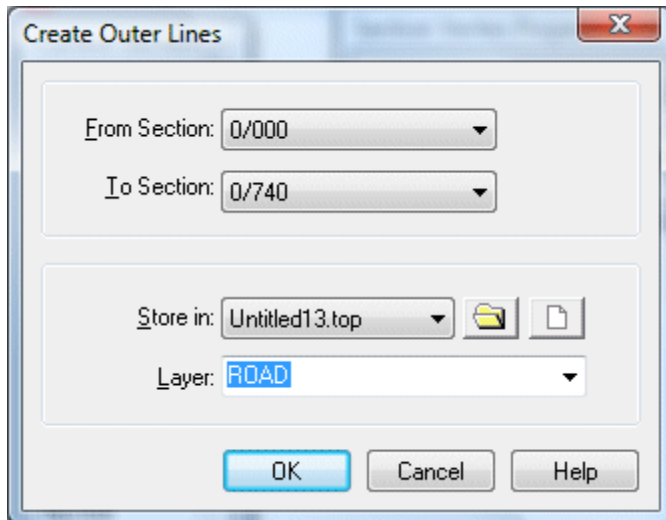 Create Outer Lines
From Section: 0/000
To Section: 0/740
Store in: Untitled13.top
Layer: ROAD
OK Cancel Help